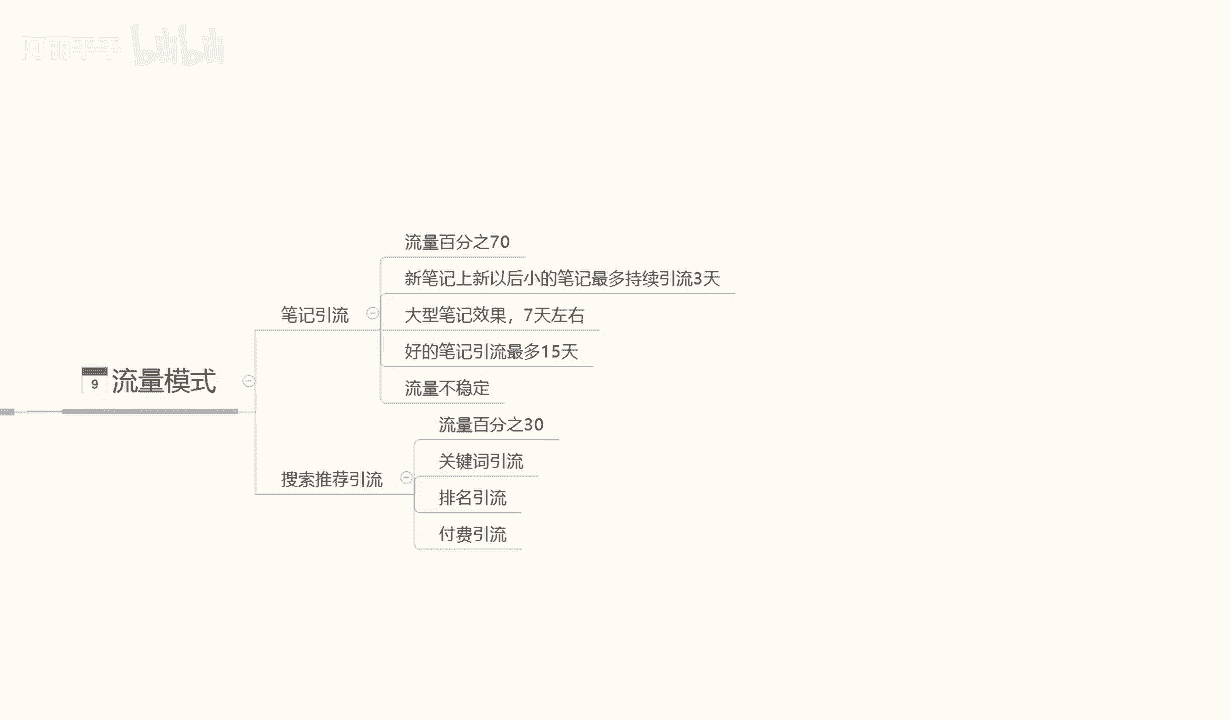 bilibili
9 流量模式
笔记引流
流量百分之70
新笔记上新以后小的笔记最多持续引流3天
大型笔记效果，7天左右
好的笔记引流最多15天
流量不稳定
搜索推荐引流
流量百分之30
关键词引流
排名引流
付费引流